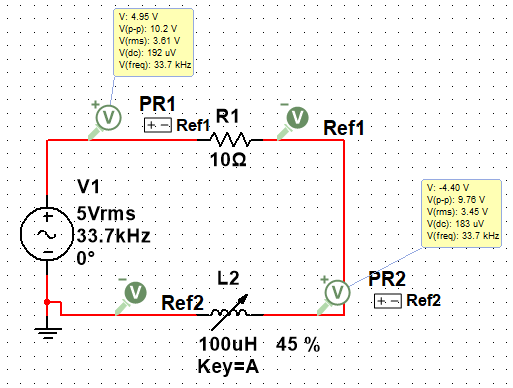 V: 4.95 V
V(p-p): 10.2 V
V(rms): 3.61 V
V(dc): 192 uV
V(freq): 33.7 kHz
+
V
PR1
+ -
Ref1
R1
10Ω
-
V
Ref1
V1
5Vrms
33.7kHz
0°
V: -4.40 V
V(p-p): 9.76 V
V(rms): 3.45 V
V(dc): 183 uV
V(freq): 33.7 kHz
-
V
Ref2
L2
100uH 45 %
Key=A
+
V
PR2
+ -
Ref2